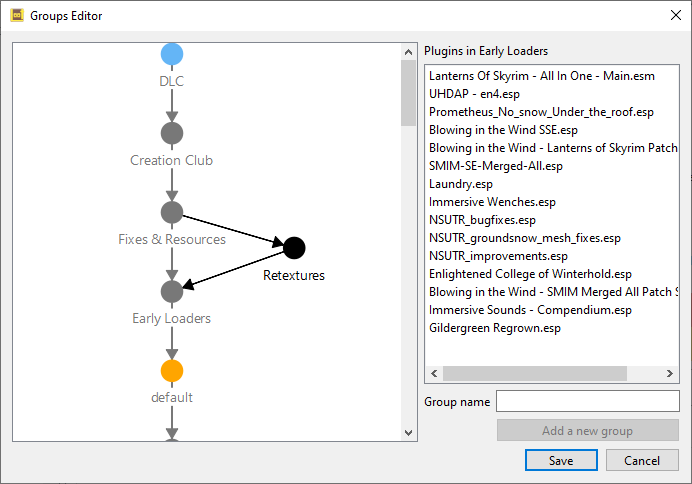 Groups Editor
DLC
Creation Club
Fixes & Resources
Retextures
Early Loaders
default
Plugins in Early Loaders
Lanterns Of Skyrim - All In One - Main.esm
UHDAP - en4.esp
Prometheus_No_snow_Under_the_roof.esp
Blowing in the Wind SSE.esp
Blowing in the Wind - Lanterns of Skyrim Patch
SMIM-SE-Merged-All.esp
Laundry.esp
Immersive Wenches.esp
NSUTR_bugfixes.esp
NSUTR_groundsnow_mesh_fixes.esp
NSUTR_improvements.esp
Enlightened College of Winterhold.esp
Blowing in the Wind - SMIM Merged All Patch S
Immersive Sounds - Compendium.esp
Gildergreen Regrown.esp
Group name
Add a new group
Save
Cancel